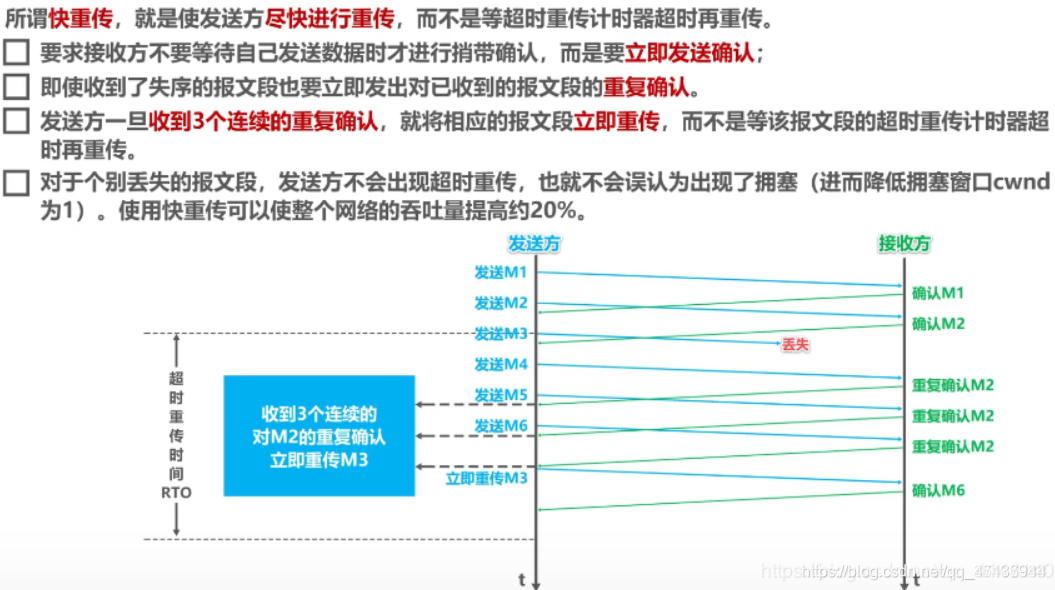 所谓快重传，就是使发送方尽快进行重传，而不是等超时重传计时器超时再重传。
要求接收方不要等待自己发送数据时才进行捎带确认，而是要立即发送确认；
即使收到了失序的报文段也要立即发出对已收到的报文段的重复确认。
发送方一旦收到3个连续的重复确认，就将相应的报文段立即重传，而不是等该报文段的超时重传计时器超
时再重传。
对于个别丢失的报文段，发送方不会出现超时重传，也就不会误认为出现了拥塞（进而降低拥塞窗口cwnd
为1）。使用快重传可以使整个网络的吞吐量提高约20%。
发送方
接收方
发送M1
确认M1
发送M2
确认M2
发送M3
丢失
发送M4
重复确认M2
发送M5
重复确认M2
发送M6
重复确认M2
立即重传M3
确认M6
超
时
重
传
时
间
RTO
收到3个连续的
对M2的重复确认
立即重传M3
t
t